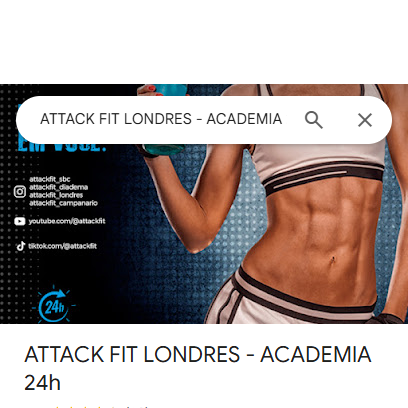 ATTACK FIT LONDRES - ACADEMIA
EM VOCÊ.
attackfit_sbc
attackfit_diadema
attackfit_londres
attackfit_campanario
youtube.com/@attackfit
tiktok.com/@attackfit
24h
ATTACK FIT LONDRES - ACADEMIA
24h